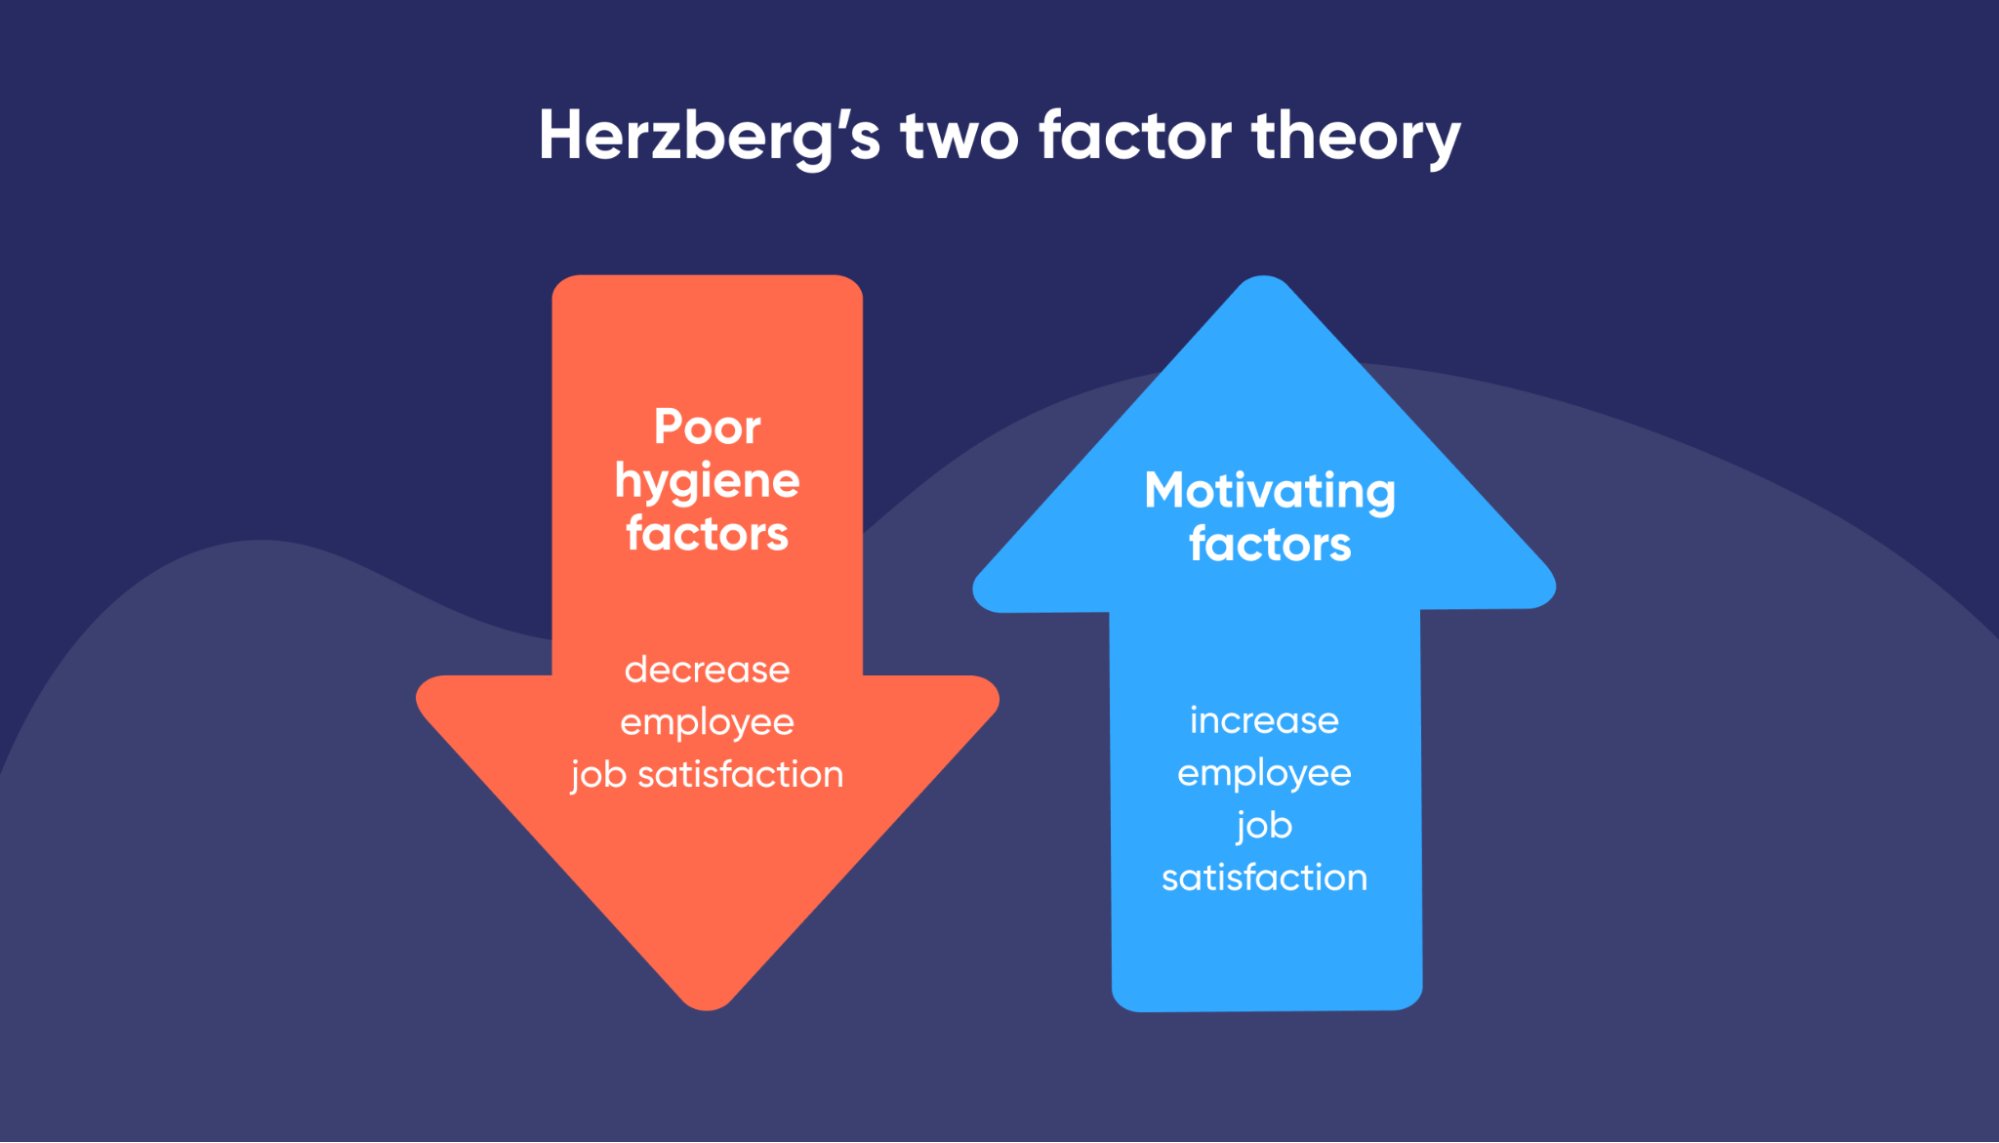 Herzberg’s two factor theory
Poor
hygiene
factors
decrease
employee
job satisfaction
Motivating
factors
increase
employee
job
satisfaction